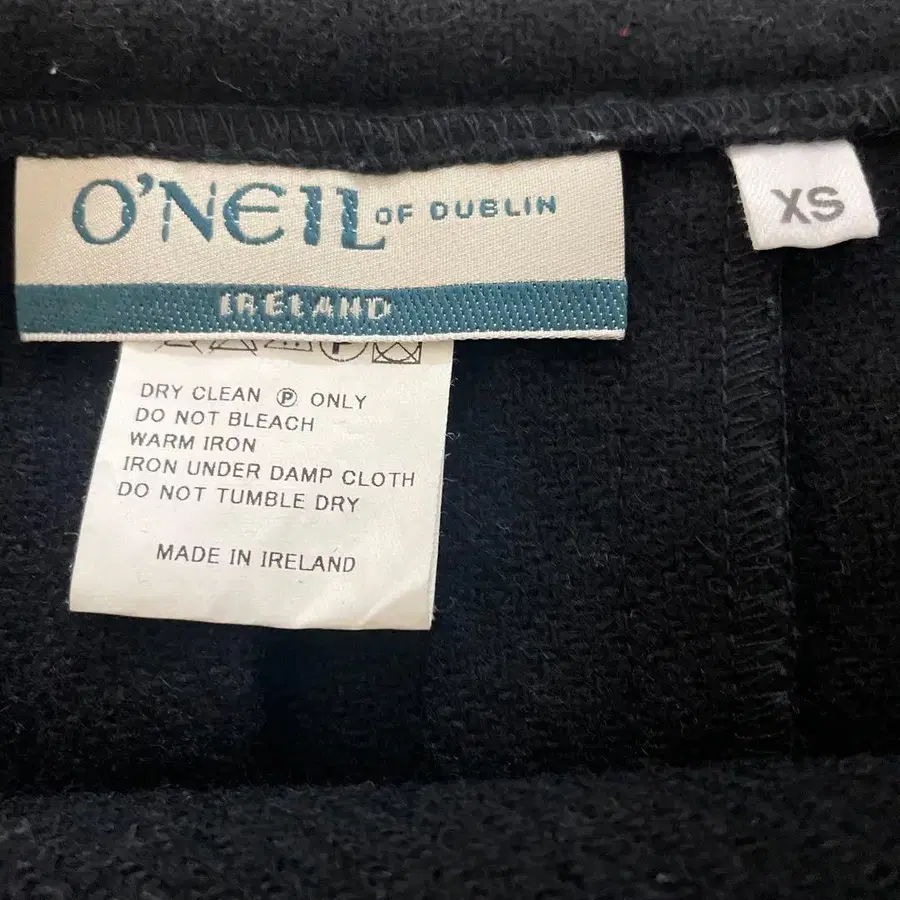 O'NEIL OF DUBLIN
IRELAND
XS
DRY CLEAN Ⓟ ONLY
DO NOT BLEACH
WARM IRON
IRON UNDER DAMP CLOTH
DO NOT TUMBLE DRY
MADE IN IRELAND